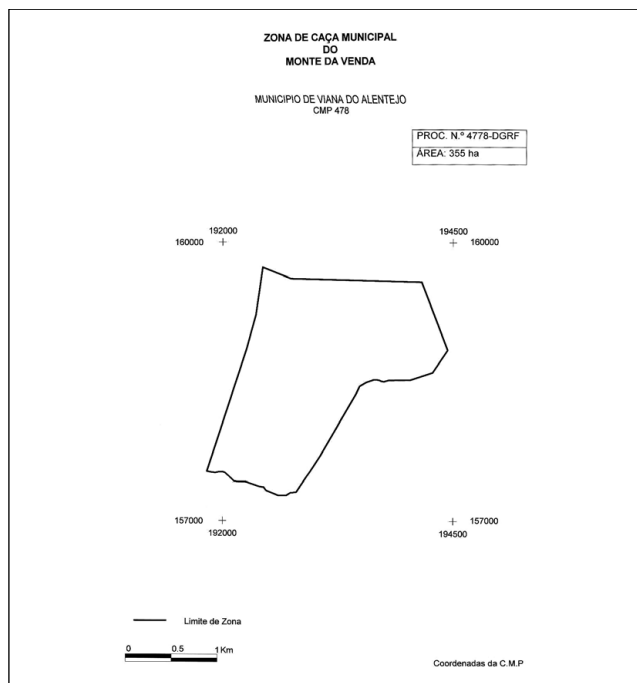 ZONA DE CAÇA MUNICIPAL
DO
MONTE DA VENDA
MUNICIPIO DE VIANA DO ALENTEJO
CMP 478
PROC. N.º 4778-DGRF
ÁREA: 355 ha
192000
194500
160000
160000
157000
157000
192000
194500
Limite de Zona
0 0.5 1 Km
Coordenadas da C.M.P